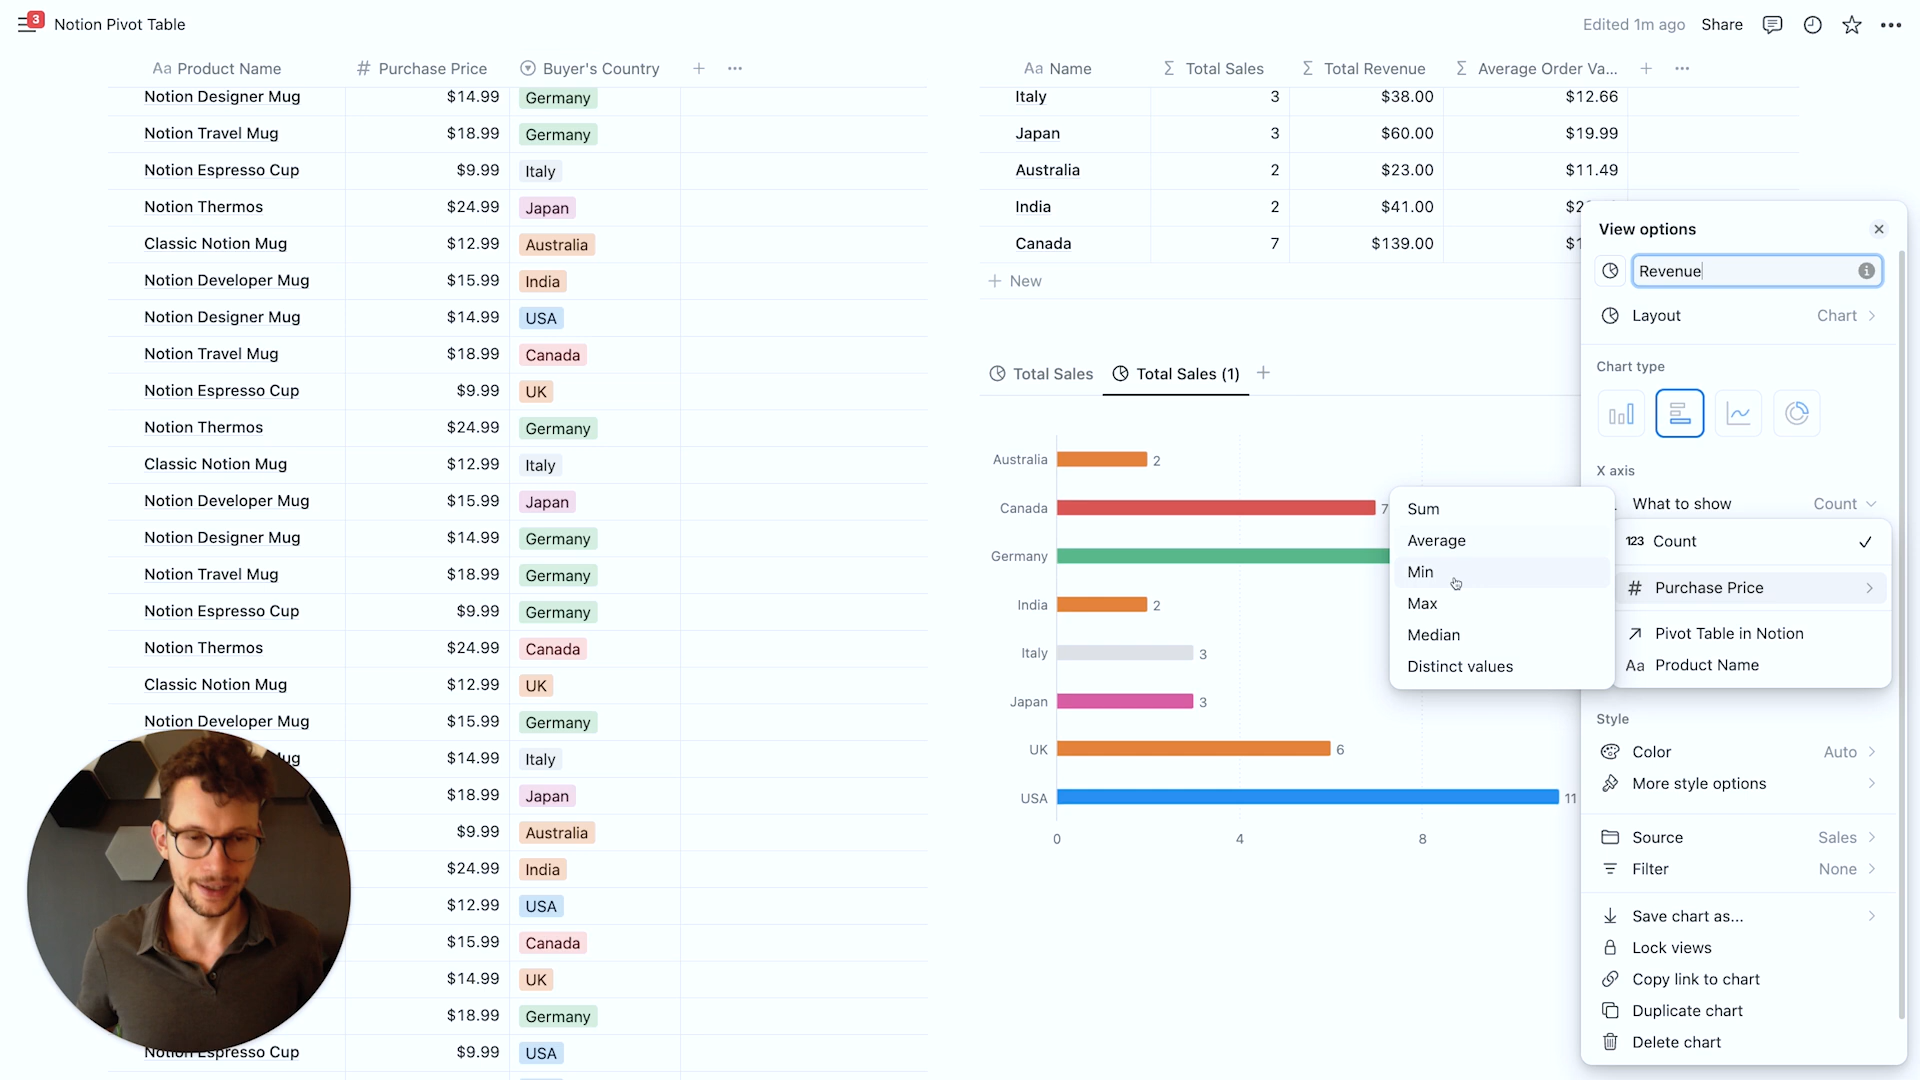 3
Notion Pivot Table
Edited 1m ago
Share
Aa Product Name
# Purchase Price
Buyer's Country
Notion Designer Mug $14.99 Germany
Notion Travel Mug $18.99 Germany
Notion Espresso Cup $9.99 Italy
Notion Thermos $24.99 Japan
Classic Notion Mug $12.99 Australia
Notion Developer Mug $15.99 India
Notion Designer Mug $14.99 USA
Notion Travel Mug $18.99 Canada
Notion Espresso Cup $9.99 UK
Notion Thermos $24.99 Germany
Classic Notion Mug $12.99 Italy
Notion Developer Mug $15.99 Japan
Notion Designer Mug $14.99 Germany
Notion Travel Mug $18.99 Germany
Notion Espresso Cup $9.99 Germany
Notion Thermos $24.99 Canada
Classic Notion Mug $12.99 UK
Notion Developer Mug $15.99 Germany
$14.99 Italy
$18.99 Japan
$9.99 Australia
$24.99 India
$12.99 USA
$15.99 Canada
$14.99 UK
$18.99 Germany
Notion Espresso Cup $9.99 USA
Aa Name
Σ Total Sales
Σ Total Revenue
Σ Average Order Va...
Italy 3 $38.00 $12.66
Japan 3 $60.00 $19.99
Australia 2 $23.00 $11.49
India 2 $41.00
Canada 7 $139.00
+ New
Total Sales
Total Sales (1)
Australia 2
Canada 7
Germany
India 2
Italy 3
Japan 3
UK 6
USA 11
0 4 8
Sum
Average
Min
Max
Median
Distinct values
View options
Revenue
Layout Chart
Chart type
X axis
What to show Count
123 Count
# Purchase Price
Pivot Table in Notion
Aa Product Name
Style
Color Auto
More style options
Source Sales
Filter None
Save chart as...
Lock views
Copy link to chart
Duplicate chart
Delete chart